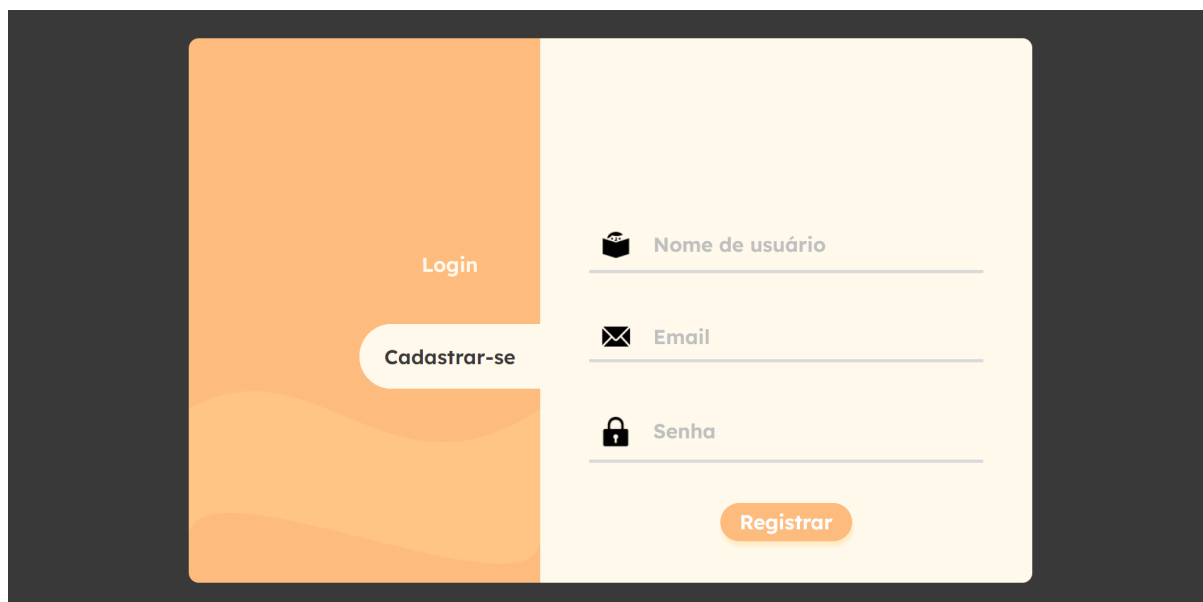 Login
Cadastrar-se
Nome de usuário
Email
Senha
Registrar